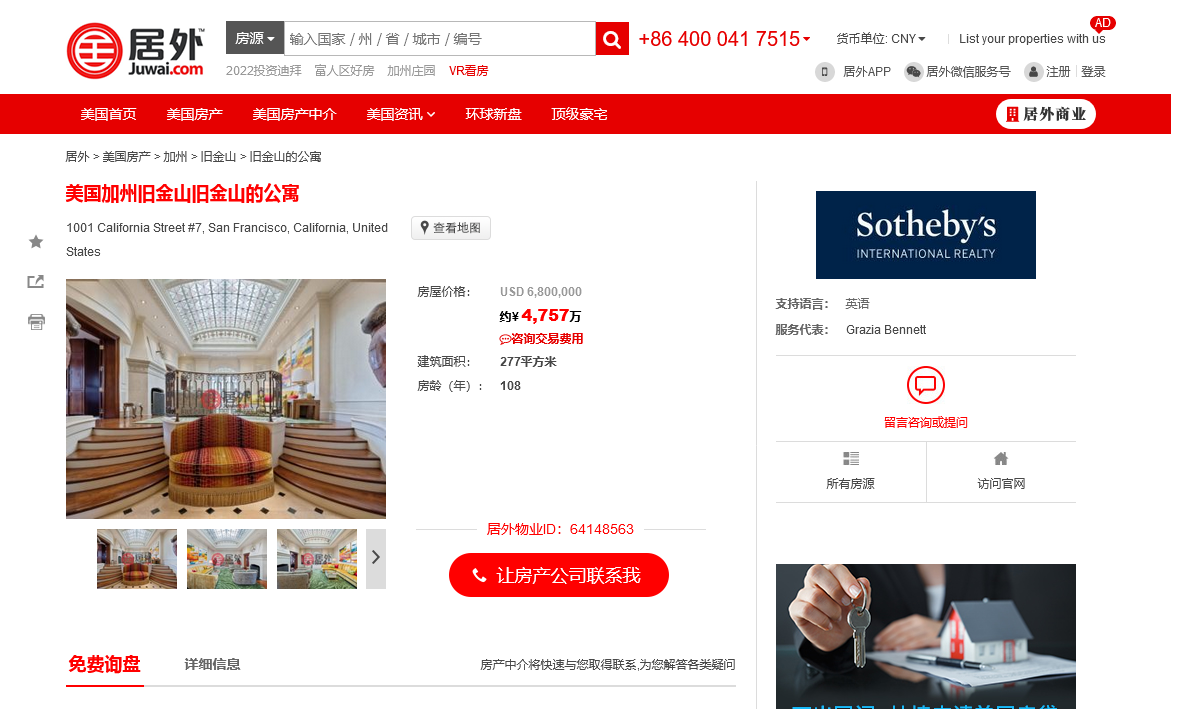 居外™
Juwai.com
房源
输入国家 / 州 / 省 / 城市 / 编号
+86 400 041 7515
货币单位: CNY
AD
List your properties with us
2022投资迪拜 富人区好房 加州庄园 VR看房
居外APP 居外微信服务号 注册 登录
美国首页 美国房产 美国房产中介 美国资讯 环球新盘 顶级豪宅 居外商业
居外 > 美国房产 > 加州 > 旧金山 > 旧金山的公寓
美国加州旧金山旧金山的公寓
1001 California Street #7, San Francisco, California, United
States
查看地图
房屋价格： USD 6,800,000
约¥ 4,757万
咨询交易费用
建筑面积： 277平方米
房龄（年）： 108
居外物业ID：64148563
让房产公司联系我
免费询盘 详细信息 房产中介将快速与您取得联系,为您解答各类疑问
Sotheby's
INTERNATIONAL REALTY
支持语言： 英语
服务代表： Grazia Bennett
留言咨询或提问
所有房源 访问官网